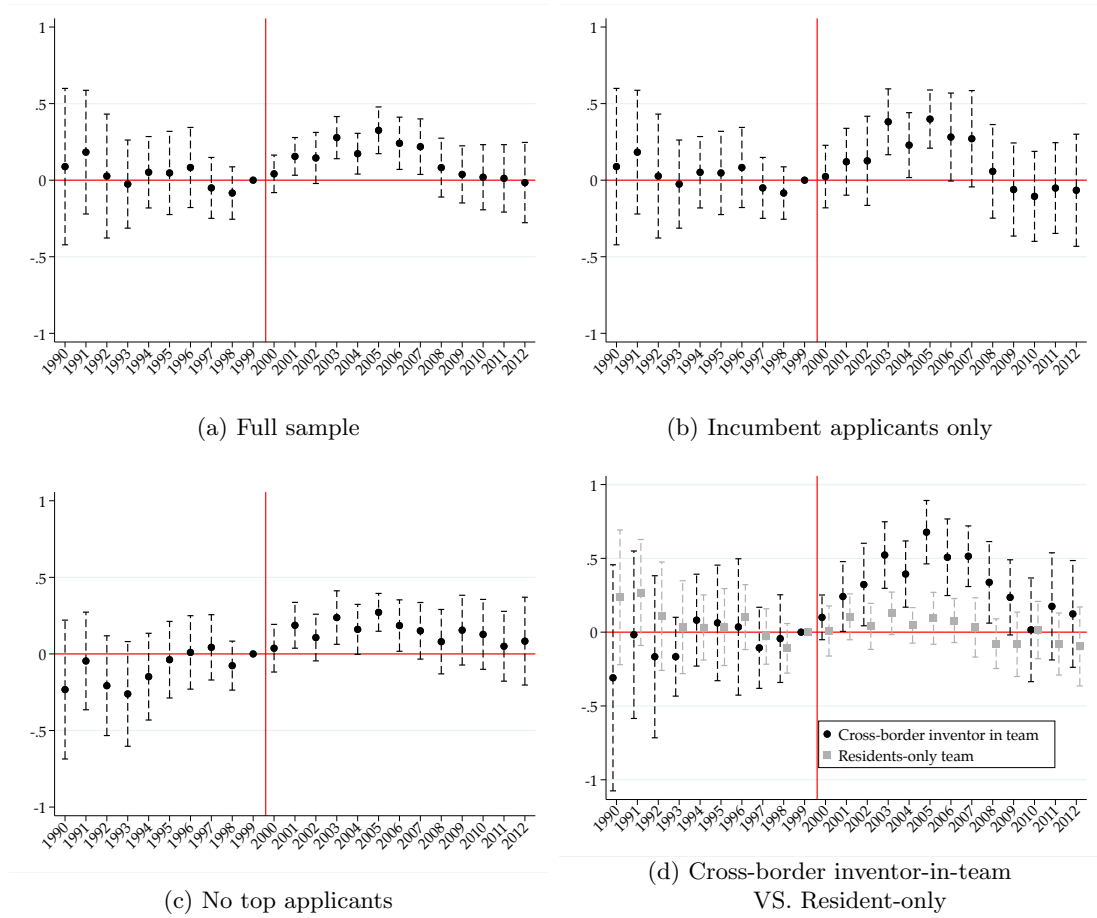 1
.5
0
-.5
-1
1990 1991 1992 1993 1994 1995 1996 1997 1998 1999 2000 2001 2002 2003 2004 2005 2006 2007 2008 2009 2010 2011 2012
(a) Full sample
1
.5
0
-.5
-1
1990 1991 1992 1993 1994 1995 1996 1997 1998 1999 2000 2001 2002 2003 2004 2005 2006 2007 2008 2009 2010 2011 2012
(b) Incumbent applicants only
1
.5
0
-.5
-1
1990 1991 1992 1993 1994 1995 1996 1997 1998 1999 2000 2001 2002 2003 2004 2005 2006 2007 2008 2009 2010 2011 2012
(c) No top applicants
1
.5
0
-.5
-1
Cross-border inventor in team
Residents-only team
1990 1991 1992 1993 1994 1995 1996 1997 1998 1999 2000 2001 2002 2003 2004 2005 2006 2007 2008 2009 2010 2011 2012
(d) Cross-border inventor-in-team
VS. Resident-only